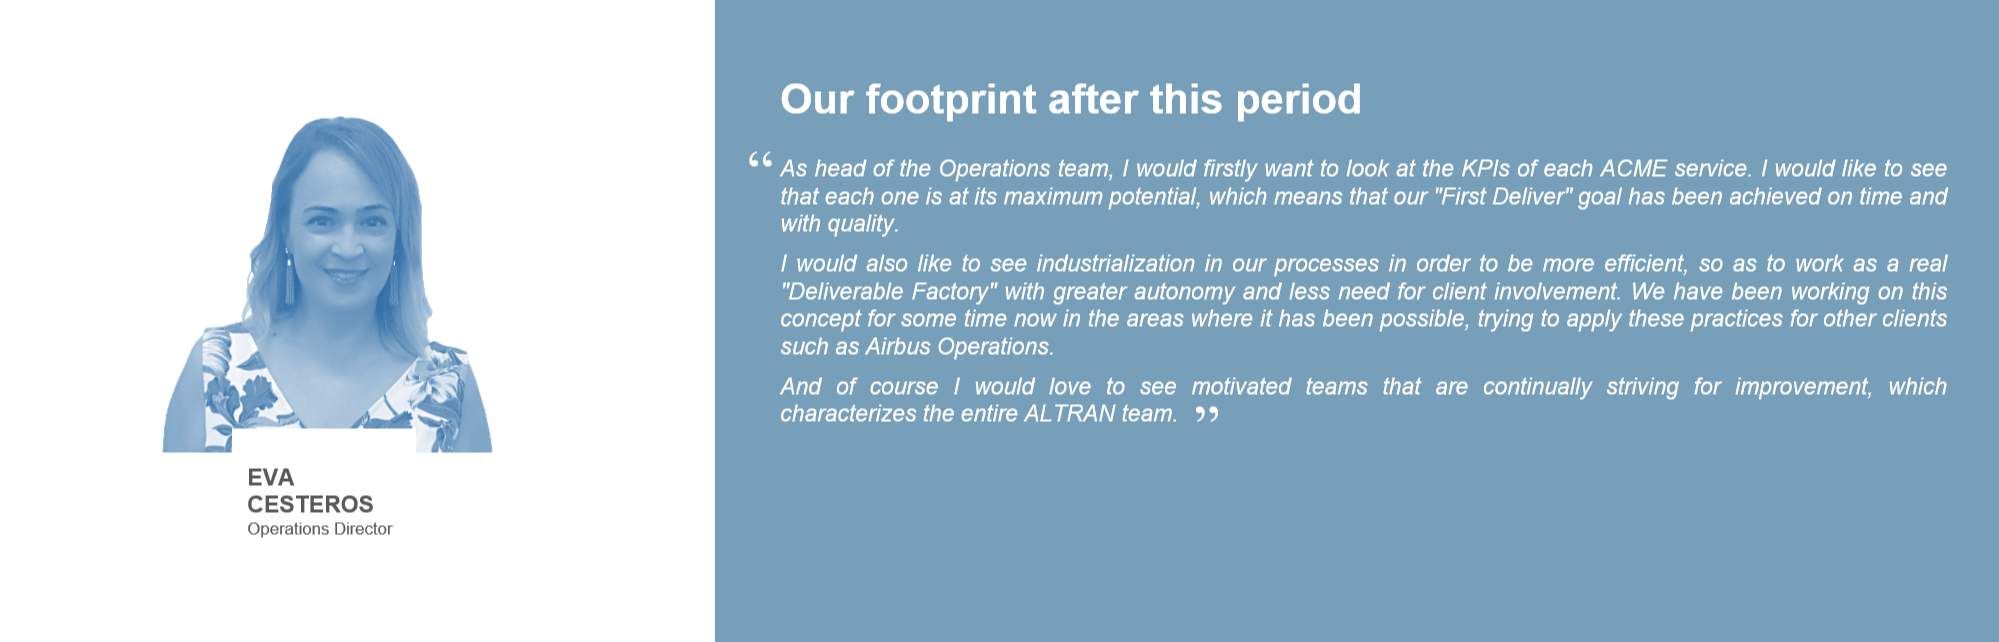 EVA
CESTEROS
Operations Director
Our footprint after this period
“ As head of the Operations team, I would firstly want to look at the KPIs of each ACME service. I would like to see
that each one is at its maximum potential, which means that our "First Deliver" goal has been achieved on time and
with quality.
I would also like to see industrialization in our processes in order to be more efficient, so as to work as a real
"Deliverable Factory" with greater autonomy and less need for client involvement. We have been working on this
concept for some time now in the areas where it has been possible, trying to apply these practices for other clients
such as Airbus Operations.
And of course I would love to see motivated teams that are continually striving for improvement, which
characterizes the entire ALTRAN team. ”